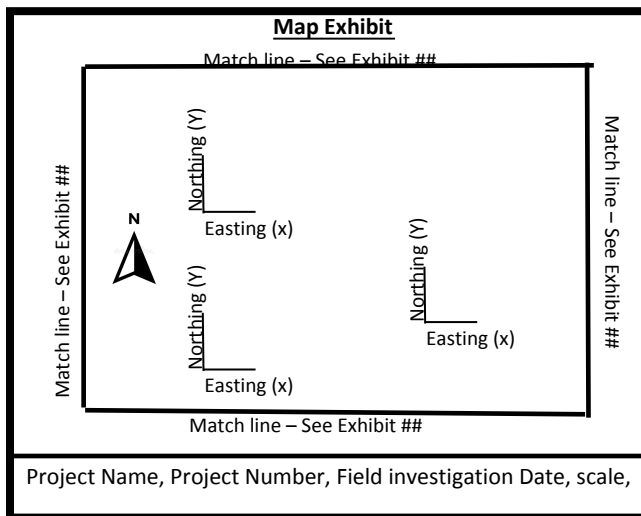 Map Exhibit
Match line – See Exhibit ##
Match line – See Exhibit ##
Northing (Y)
Easting (x)
N
Northing (Y)
Easting (x)
Northing (Y)
Easting (x)
Match line – See Exhibit ##
Match line – See Exhibit ##
Project Name, Project Number, Field investigation Date, scale,